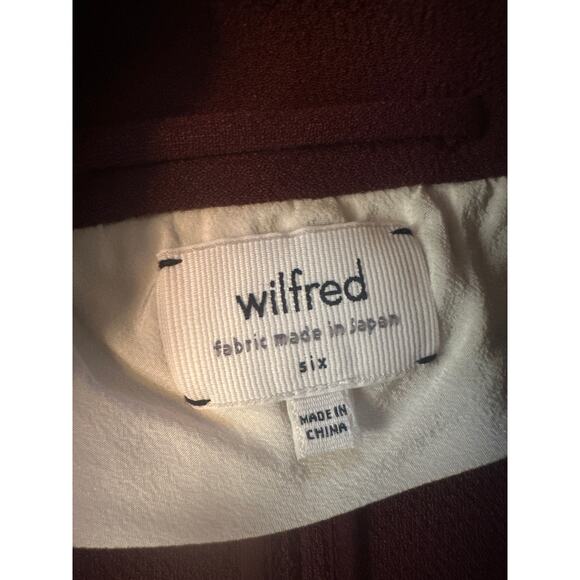 wilfred
fabric made in Japan
six
MADE IN
CHINA